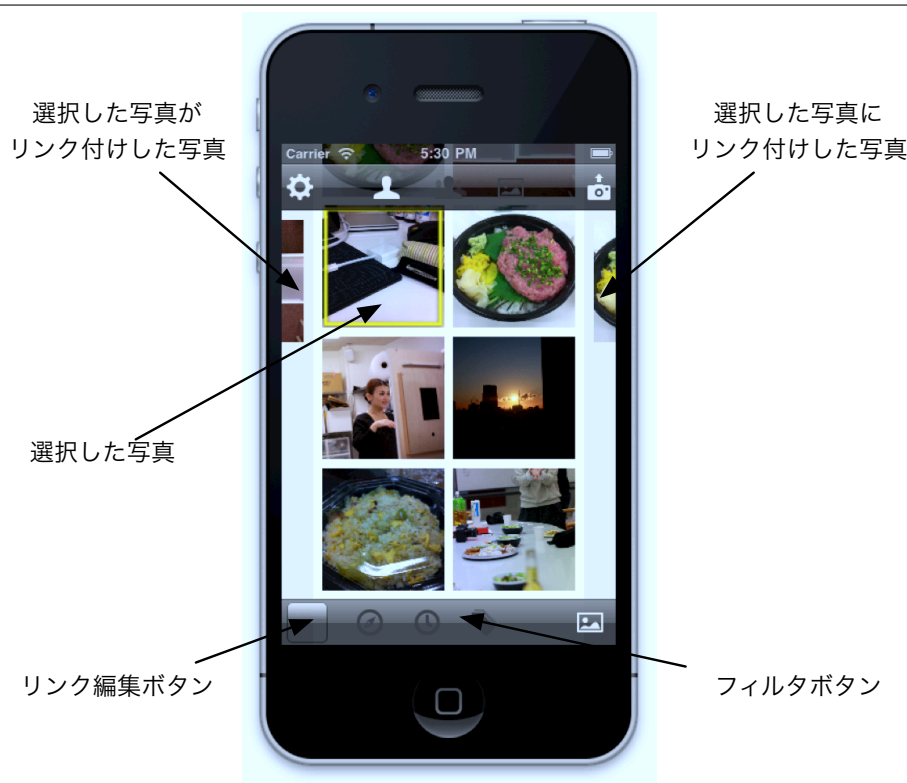 選択した写真が
リンク付けした写真
選択した写真に
リンク付けした写真
Carrier 5:30 PM
選択した写真
リンク編集ボタン
フィルタボタン